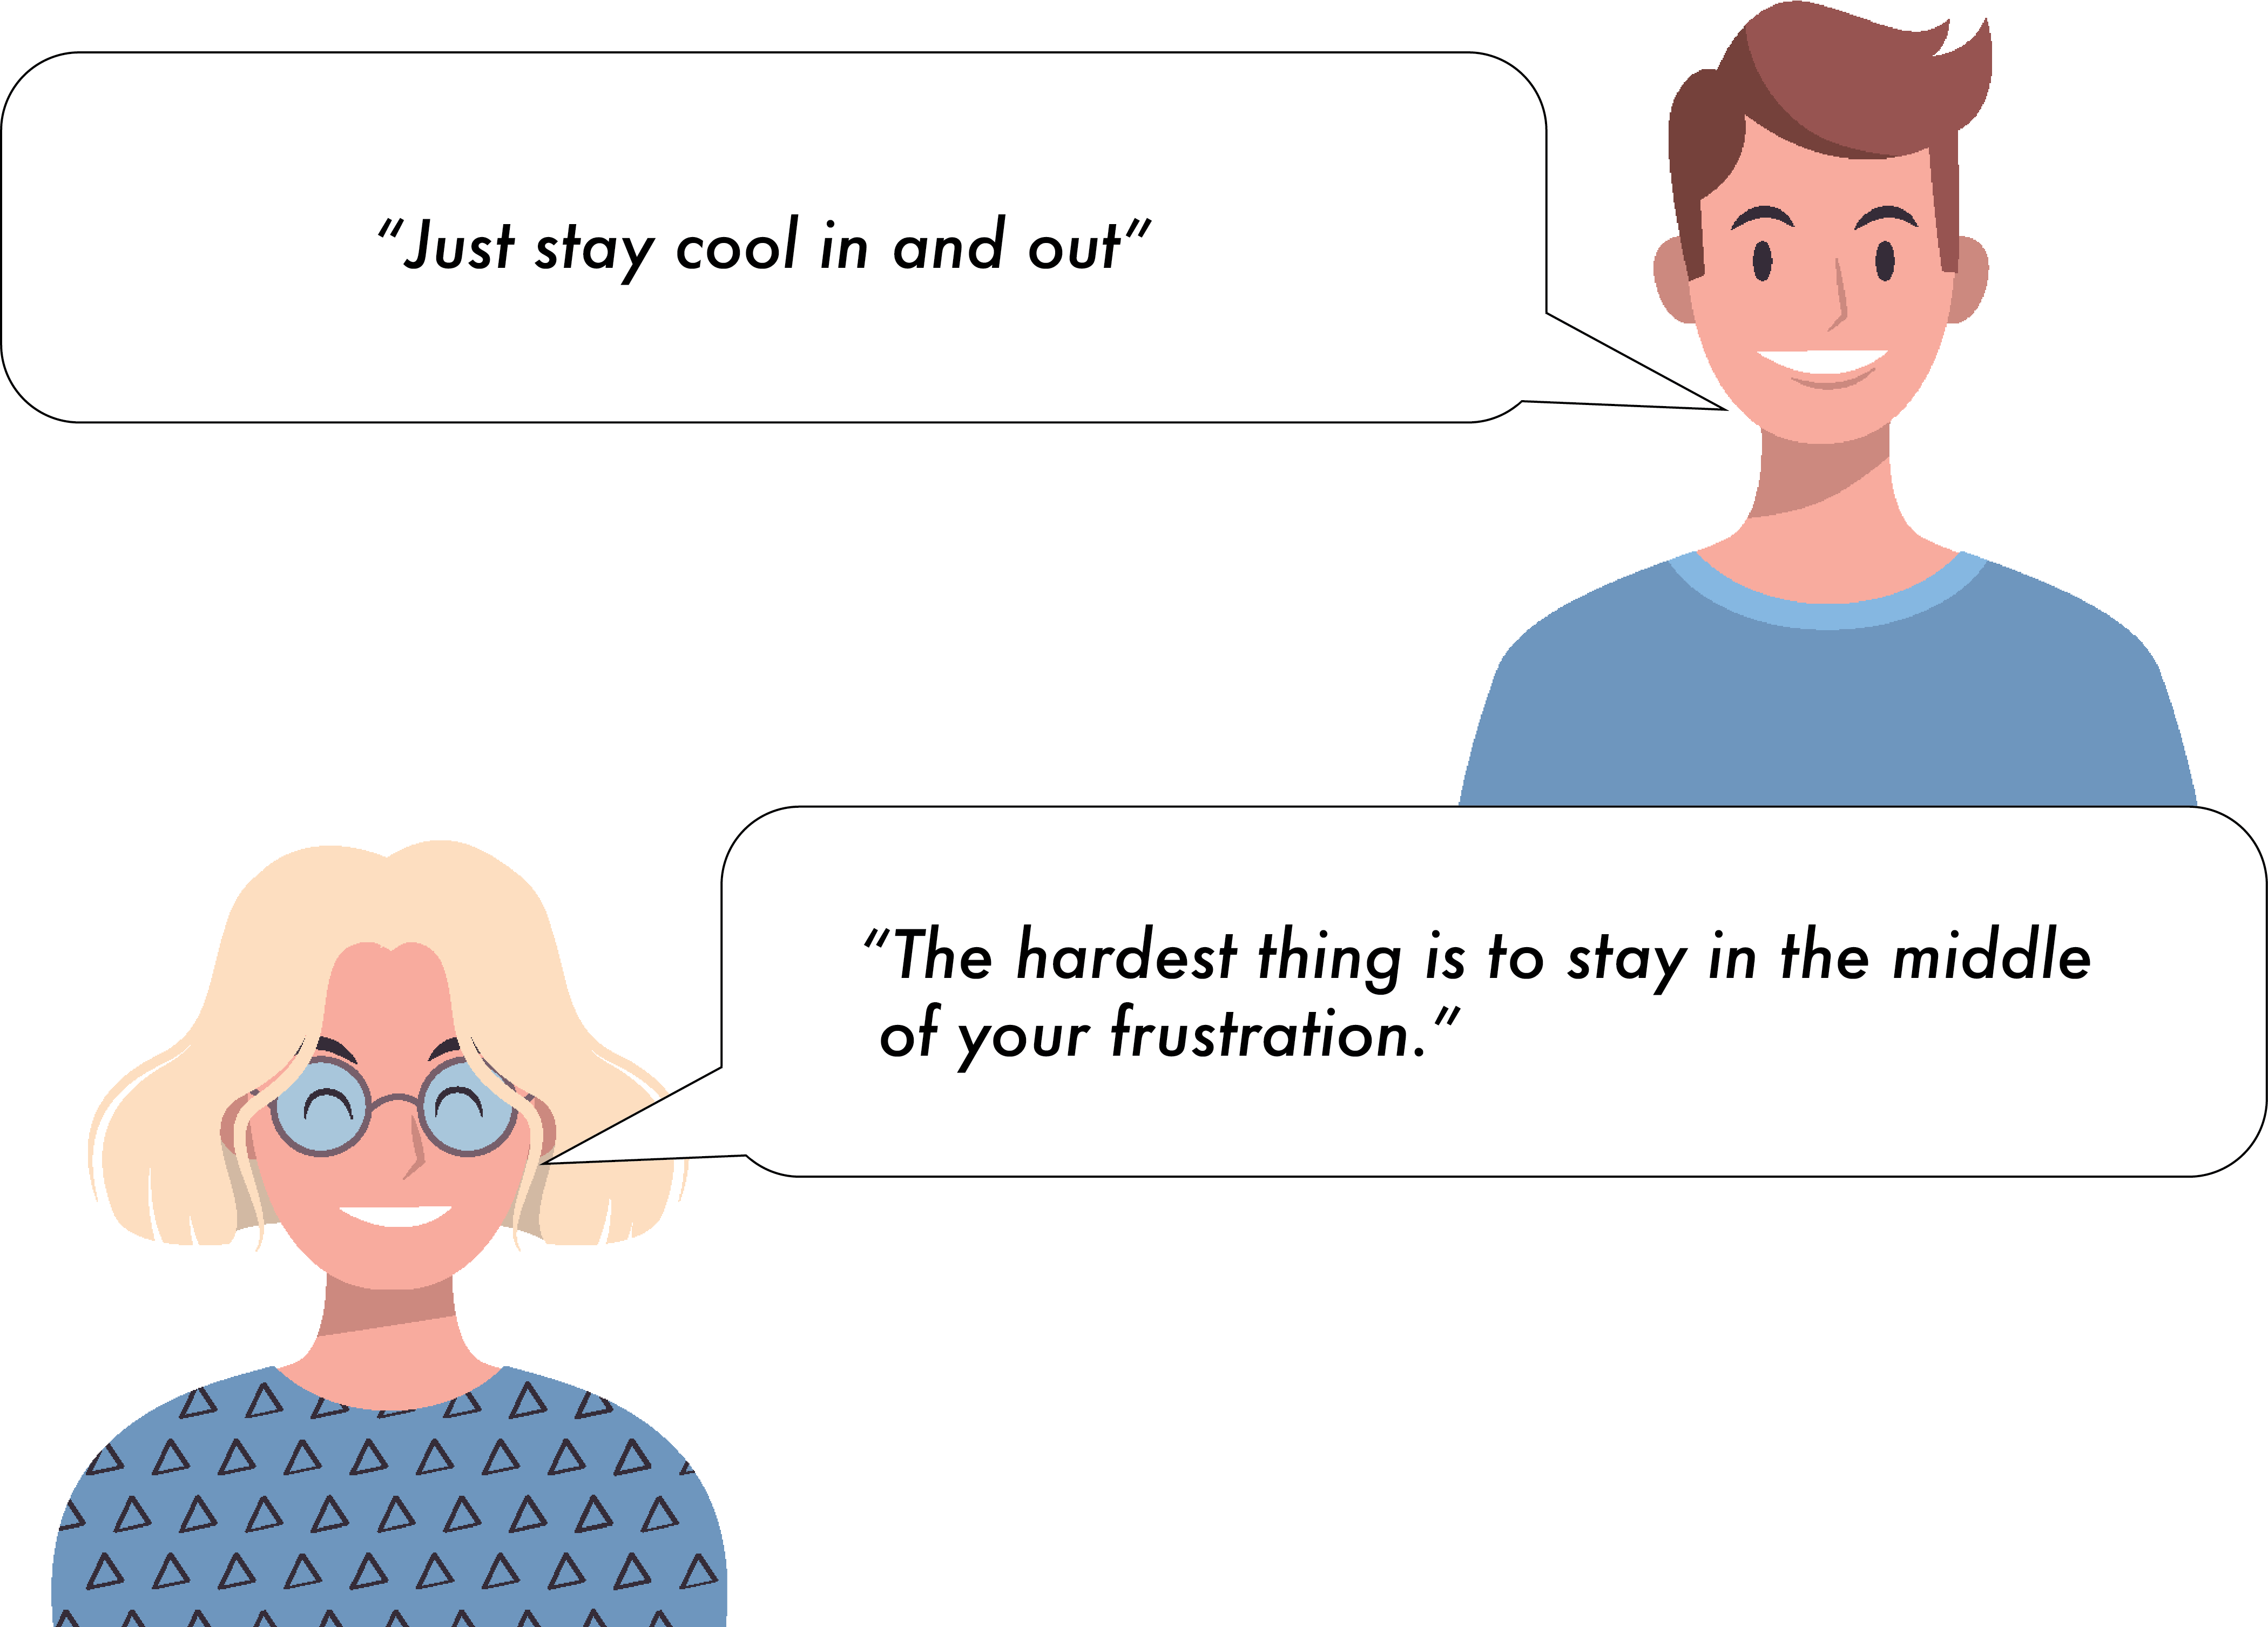 “Just stay cool in and out”
“The hardest thing is to stay in the middle
of your frustration.”